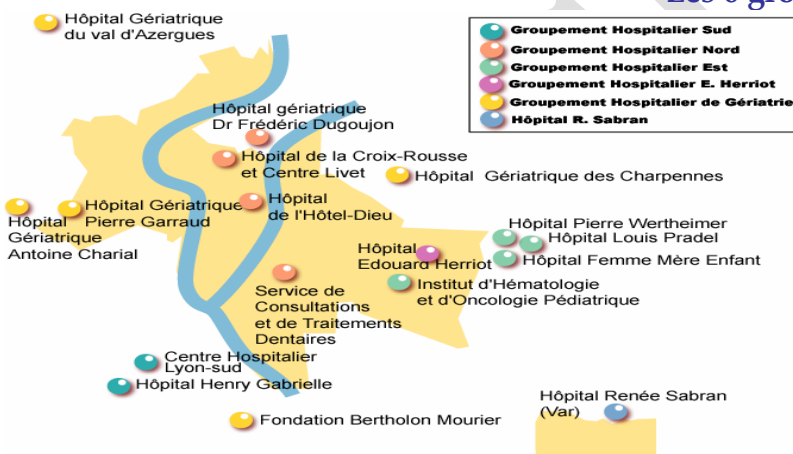 Les 6 gro
Hôpital Gériatrique
du val d'Azergues
Groupement Hospitalier Sud
Groupement Hospitalier Nord
Groupement Hospitalier Est
Groupement Hospitalier E. Herriot
Groupement Hospitalier de Gériatrie
Hôpital R. Sabran
Hôpital gériatrique
Dr Frédéric Dugoujon
Hôpital de la Croix-Rousse
et Centre Livet
Hôpital Gériatrique des Charpennes
Hôpital
Gériatrique
Antoine Charial
Hôpital Gériatrique
Pierre Garraud
Hôpital
de l'Hôtel-Dieu
Hôpital Pierre Wertheimer
Hôpital Louis Pradel
Hôpital Femme Mère Enfant
Hôpital
Edouard Herriot
Institut d'Hématologie
et d'Oncologie Pédiatrique
Service de
Consultations
et de Traitements
Dentaires
Centre Hospitalier
Lyon-sud
Hôpital Henry Gabrielle
Fondation Bertholon Mourier
Hôpital Renée Sabran
(Var)